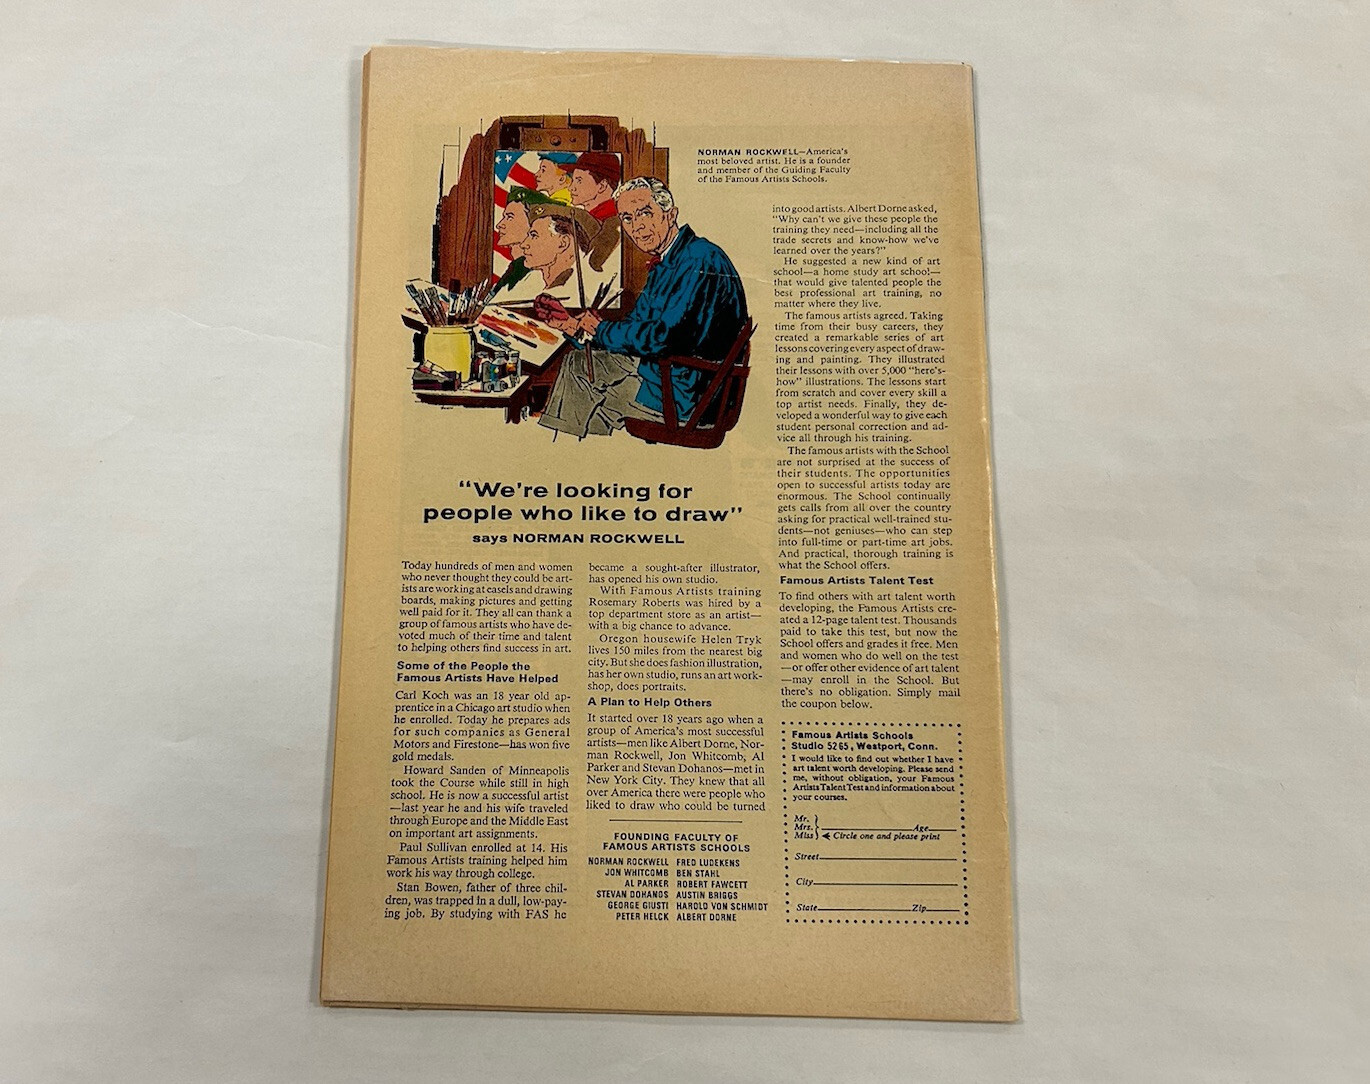 NORMAN ROCKWELL—America's
most beloved artist. He is a founder
and member of the Guiding Faculty
of the Famous Artists Schools.
"We're looking for
people who like to draw"
says NORMAN ROCKWELL
Today hundreds of men and women
who never thought they could be art-
ists are working at easels and drawing
boards, making pictures and getting
well paid for it. They all can thank a
group of famous artists who have de-
voted much of their time and talent
to helping others find success in art.
Some of the People the
Famous Artists Have Helped
Carl Koch was an 18 year old ap-
prentice in a Chicago art studio when
he enrolled. Today he prepares ads
for such companies as General
Motors and Firestone—has won five
gold medals.
Howard Sanden of Minneapolis
took the Course while still in high
school. He is now a successful artist
—last year he and his wife traveled
through Europe and the Middle East
on important art assignments.
Paul Sullivan enrolled at 14. His
Famous Artists training helped him
work his way through college.
Stan Bowen, father of three chil-
dren, was trapped in a dull, low-pay-
ing job. By studying with FAS he
became a sought-after illustrator,
has opened his own studio.
With Famous Artists training
Rosemary Roberts was hired by a
top department store as an artist—
with a big chance to advance.
Oregon housewife Helen Tryk
lives 150 miles from the nearest big
city. But she does fashion illustration,
has her own studio, runs an art work-
shop, does portraits.
A Plan to Help Others
It started over 18 years ago when a
group of America's most successful
artists—men like Albert Dorne, Nor-
man Rockwell, Jon Whitcomb, Al
Parker and Stevan Dohanos—met in
New York City. They knew that all
over America there were people who
liked to draw who could be turned
into good artists. Albert Dorne asked,
"Why can't we give these people the
training they need—including all the
trade secrets and know-how we've
learned over the years?"
He suggested a new kind of art
school—a home study art school—
that would give talented people the
best professional art training, no
matter where they live.
The famous artists agreed. Taking
time from their busy careers, they
created a remarkable series of art
lessons covering every aspect of draw-
ing and painting. They illustrated
their lessons with over 5,000 "here's-
how" illustrations. The lessons start
from scratch and cover every skill a
top artist needs. Finally, they de-
veloped a wonderful way to give each
student personal correction and ad-
vice all through his training.
The famous artists with the School
are not surprised at the success of
their students. The opportunities
open to successful artists today are
enormous. The School continually
gets calls from all over the country
asking for practical well-trained stu-
dents—not geniuses—who can step
into full-time or part-time art jobs.
And practical, thorough training is
what the School offers.
Famous Artists Talent Test
To find others with art talent worth
developing, the Famous Artists cre-
ated a 12-page talent test. Thousands
paid to take this test, but now the
School offers and grades it free. Men
and women who do well on the test
—or offer other evidence of art talent
—may enroll in the School. But
there's no obligation. Simply mail
the coupon below.
FOUNDING FACULTY OF
FAMOUS ARTISTS SCHOOLS
NORMAN ROCKWELL FRED LUDEKENS
JON WHITCOMB BEN STAHL
AL PARKER ROBERT FAWCETT
STEVAN DOHANOS AUSTIN BRIGGS
GEORGE GIUSTI HAROLD VON SCHMIDT
PETER HELCK ALBERT DORNE
Famous Artists Schools
Studio 5265, Westport, Conn.
I would like to find out whether I have
art talent worth developing. Please send
me, without obligation, your Famous
Artists Talent Test and information about
your courses.
Mr.
Mrs. Age
Miss Circle one and please print
Street
City
State Zip